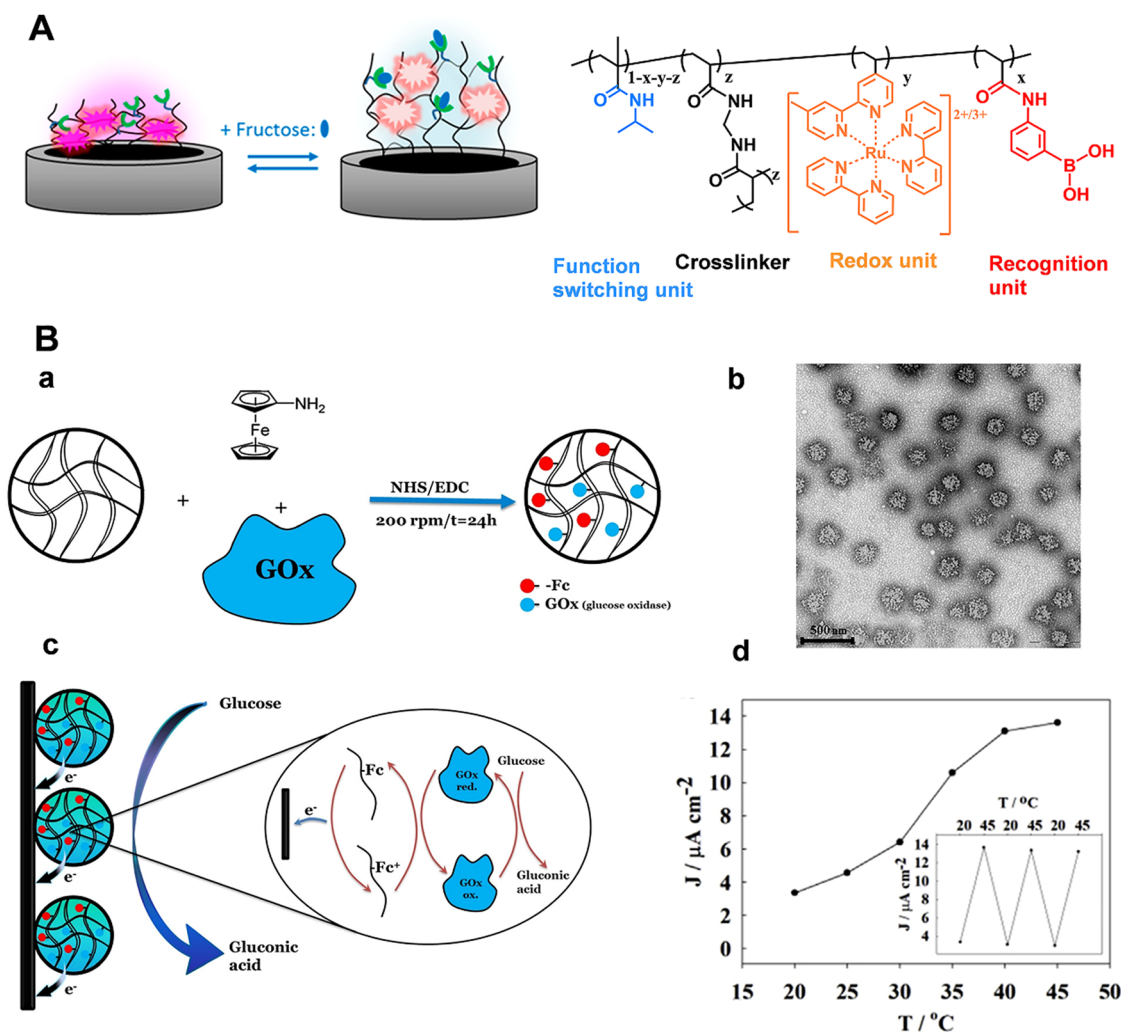 A
+ Fructose:
1-x-y-z
z
y
x
O
NH
NH
NH
O
z
N
N
N
N
N
N
Ru
2+/3+
O
NH
B
OH
OH
Function
switching unit
Crosslinker
Redox unit
Recognition
unit
B
a
Fe
NH2
+
+
GOx
NHS/EDC
200 rpm/t=24h
-Fc
GOx (glucose oxidase)
b
500 nm
c
Glucose
e-
e-
e-
Gluconic
acid
-Fc
e-
-Fc+
GOx
red.
Glucose
GOx
ox.
Gluconic
acid
d
J / μA cm-2
14
12
10
8
6
4
2
0
15 20 25 30 35 40 45 50
T / oC
T / oC
20 45 20 45 20 45
J / μA cm-2
14
12
10
8
6
4